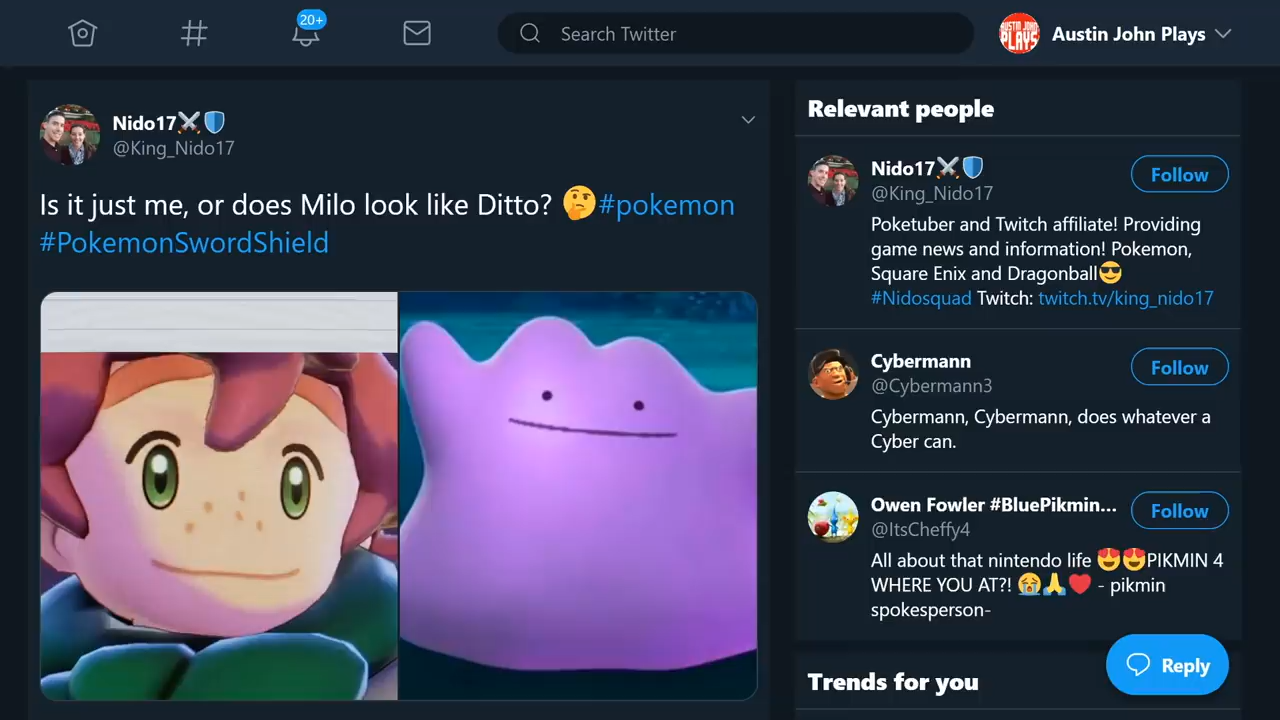 20+
Search Twitter
AUSTIN JOHN
PLAYS
Austin John Plays
Nido17⚔️🛡️
@King_Nido17
Is it just me, or does Milo look like Ditto? 🤔#pokemon
#PokemonSwordShield
Relevant people
Nido17⚔️🛡️
@King_Nido17
Follow
Poketuber and Twitch affiliate! Providing
game news and information! Pokemon,
Square Enix and Dragonball😎
#Nidosquad Twitch: twitch.tv/king_nido17
Cybermann
@Cybermann3
Follow
Cybermann, Cybermann, does whatever a
Cyber can.
Owen Fowler #BluePikmin...
@ItsCheffy4
Follow
All about that nintendo life 😍😍PIKMIN 4
WHERE YOU AT?! 😭🙏❤️ - pikmin
spokesperson-
Trends for you
Reply